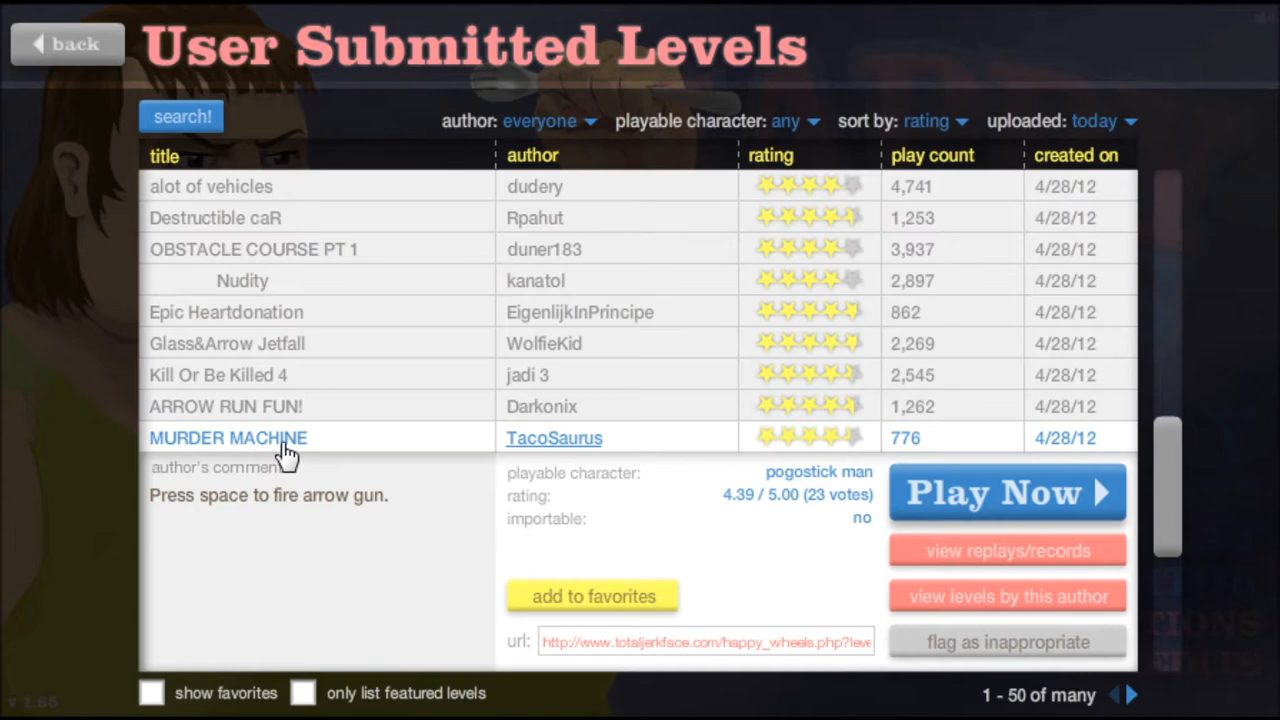 back
User Submitted Levels
search!
author: everyone playable character: any sort by: rating uploaded: today
title author rating play count created on
alot of vehicles dudery 4,741 4/28/12
Destructible caR Rpahut 1,253 4/28/12
OBSTACLE COURSE PT 1 duner183 3,937 4/28/12
Nudity kanatol 2,897 4/28/12
Epic Heartdonation EigenlijkInPrincipe 862 4/28/12
Glass&Arrow Jetfall WolfieKid 2,269 4/28/12
Kill Or Be Killed 4 jadi 3 2,545 4/28/12
ARROW RUN FUN! Darkonix 1,262 4/28/12
MURDER MACHINE TacoSaurus 776 4/28/12
author's comment
Press space to fire arrow gun.
playable character: pogostick man
rating: 4.39 / 5.00 (23 votes)
importable: no
Play Now
view replays/records
add to favorites
view levels by this author
url: http://www.totaljerkface.com/happy_wheels.php?leve
flag as inappropriate
show favorites only list featured levels
1 - 50 of many
v 1.65